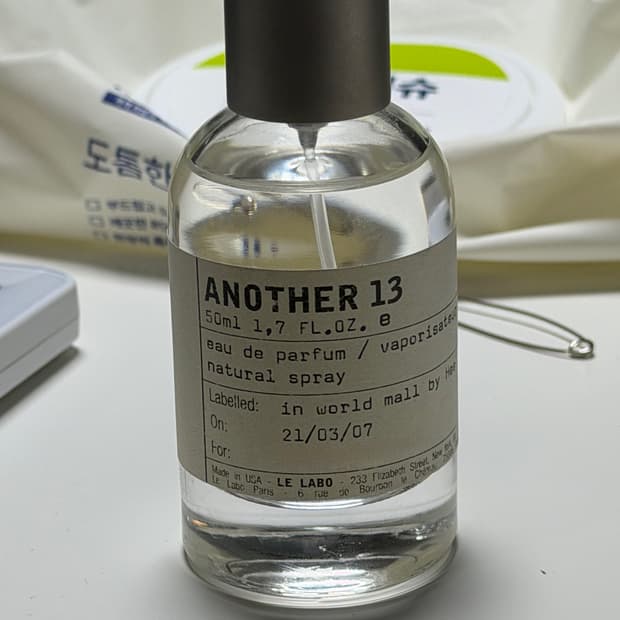 슈
도톰한
ANOTHER 13
50ml 1,7 FL.OZ. e
eau de parfum / vaporisate
natural spray
Labelled: in world mall by
On: 21/03/07
For:
Made in USA - LE LABO - 233 Elizabeth Street, New
Le Labo Paris - 6 rue de Bourbon le Château